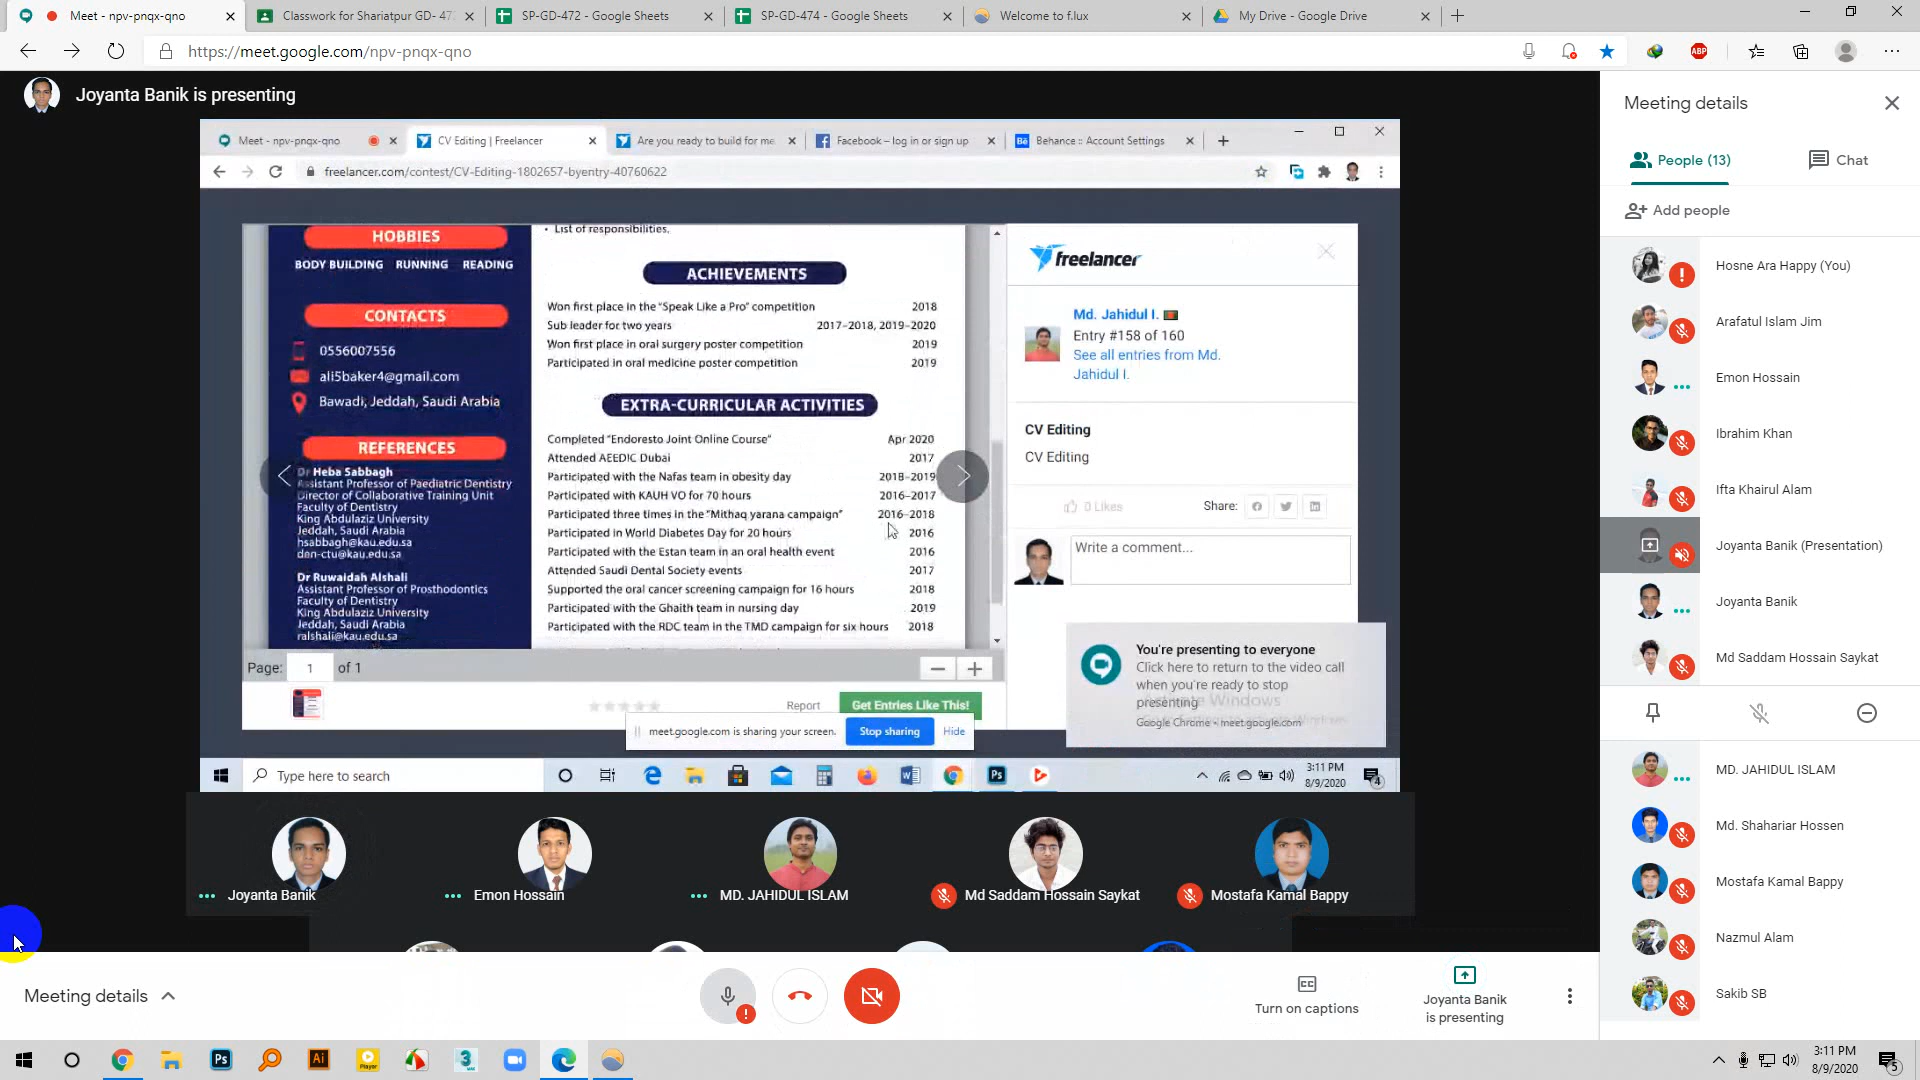 Meet - npv-pnqx-qno
Classwork for Shariatpur GD- 47
SP-GD-472 - Google Sheets
SP-GD-474 - Google Sheets
Welcome to f.lux
My Drive - Google Drive
https://meet.google.com/npv-pnqx-qno
ABP
Joyanta Banik is presenting
Meet - npv-pnqx-qno
CV Editing | Freelancer
Are you ready to build for me
Facebook – log in or sign up
Behance :: Account Settings
freelancer.com/contest/CV-Editing-1802657-byentry-40760622
HOBBIES
BODY BUILDING RUNNING READING
CONTACTS
0556007556
ali5baker4@gmail.com
Bawadi, Jeddah, Saudi Arabia
REFERENCES
Dr Heba Sabbagh
Assistant Professor of Paediatric Dentistry
Director of Collaborative Training Unit
Faculty of Dentistry
King Abdulaziz University
Jeddah, Saudi Arabia
hsabbagh@kau.edu.sa
den-ctu@kau.edu.sa
Dr Ruwaidah Alshali
Assistant Professor of Prosthodontics
Faculty of Dentistry
King Abdulaziz University
Jeddah, Saudi Arabia
ralshali@kau.edu.sa
• List of responsibilities.
ACHIEVEMENTS
Won first place in the "Speak Like a Pro" competition 2018
Sub leader for two years 2017-2018, 2019-2020
Won first place in oral surgery poster competition 2019
Participated in oral medicine poster competition 2019
EXTRA-CURRICULAR ACTIVITIES
Completed "Endoresto Joint Online Course" Apr 2020
Attended AEEDIC Dubai 2017
Participated with the Nafas team in obesity day 2018-2019
Participated with KAUH VO for 70 hours 2016-2017
Participated three times in the "Mithaq yarana campaign" 2016-2018
Participated in World Diabetes Day for 20 hours 2016
Participated with the Estan team in an oral health event 2016
Attended Saudi Dental Society events 2017
Supported the oral cancer screening campaign for 16 hours 2018
Participated with the Ghaith team in nursing day 2019
Participated with the RDC team in the TMD campaign for six hours 2018
Page: 1 of 1
Report
Get Entries Like This!
freelancer
Md. Jahidul I.
Entry #158 of 160
See all entries from Md.
Jahidul I.
CV Editing
CV Editing
0 Likes
Share:
Write a comment...
You're presenting to everyone
Click here to return to the video call
when you're ready to stop
presenting
Activate Windows
Google Chrome • meet.google.com
meet.google.com is sharing your screen.
Stop sharing
Hide
Type here to search
3:11 PM
8/9/2020
4
Joyanta Banik
Emon Hossain
MD. JAHIDUL ISLAM
Md Saddam Hossain Saykat
Mostafa Kamal Bappy
Meeting details
People (13)
Chat
Add people
Hosne Ara Happy (You)
Arafatul Islam Jim
Emon Hossain
Ibrahim Khan
Ifta Khairul Alam
Joyanta Banik (Presentation)
Joyanta Banik
Md Saddam Hossain Saykat
MD. JAHIDUL ISLAM
Md. Shahariar Hossen
Mostafa Kamal Bappy
Nazmul Alam
Sakib SB
Meeting details
Turn on captions
Joyanta Banik
is presenting
Ps
Ai
Player
3
3:11 PM
8/9/2020
5